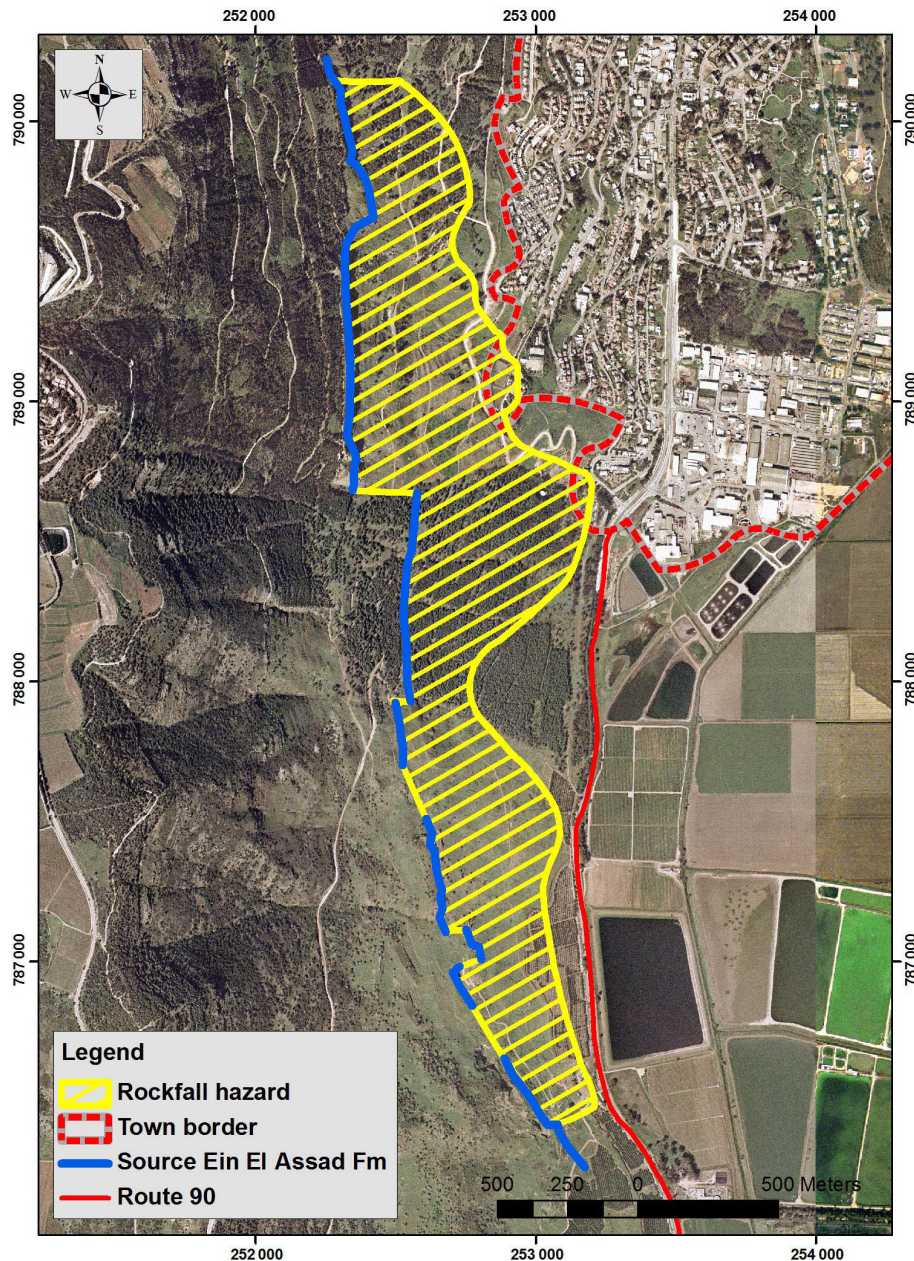 252 000 253 000 254 000
N
W E
S
790 000 790 000
789 000 789 000
788 000 788 000
787 000 787 000
Legend
Rockfall hazard
Town border
Source Ein El Assad Fm
Route 90
500 250 0 500 Meters
252 000 253 000 254 000